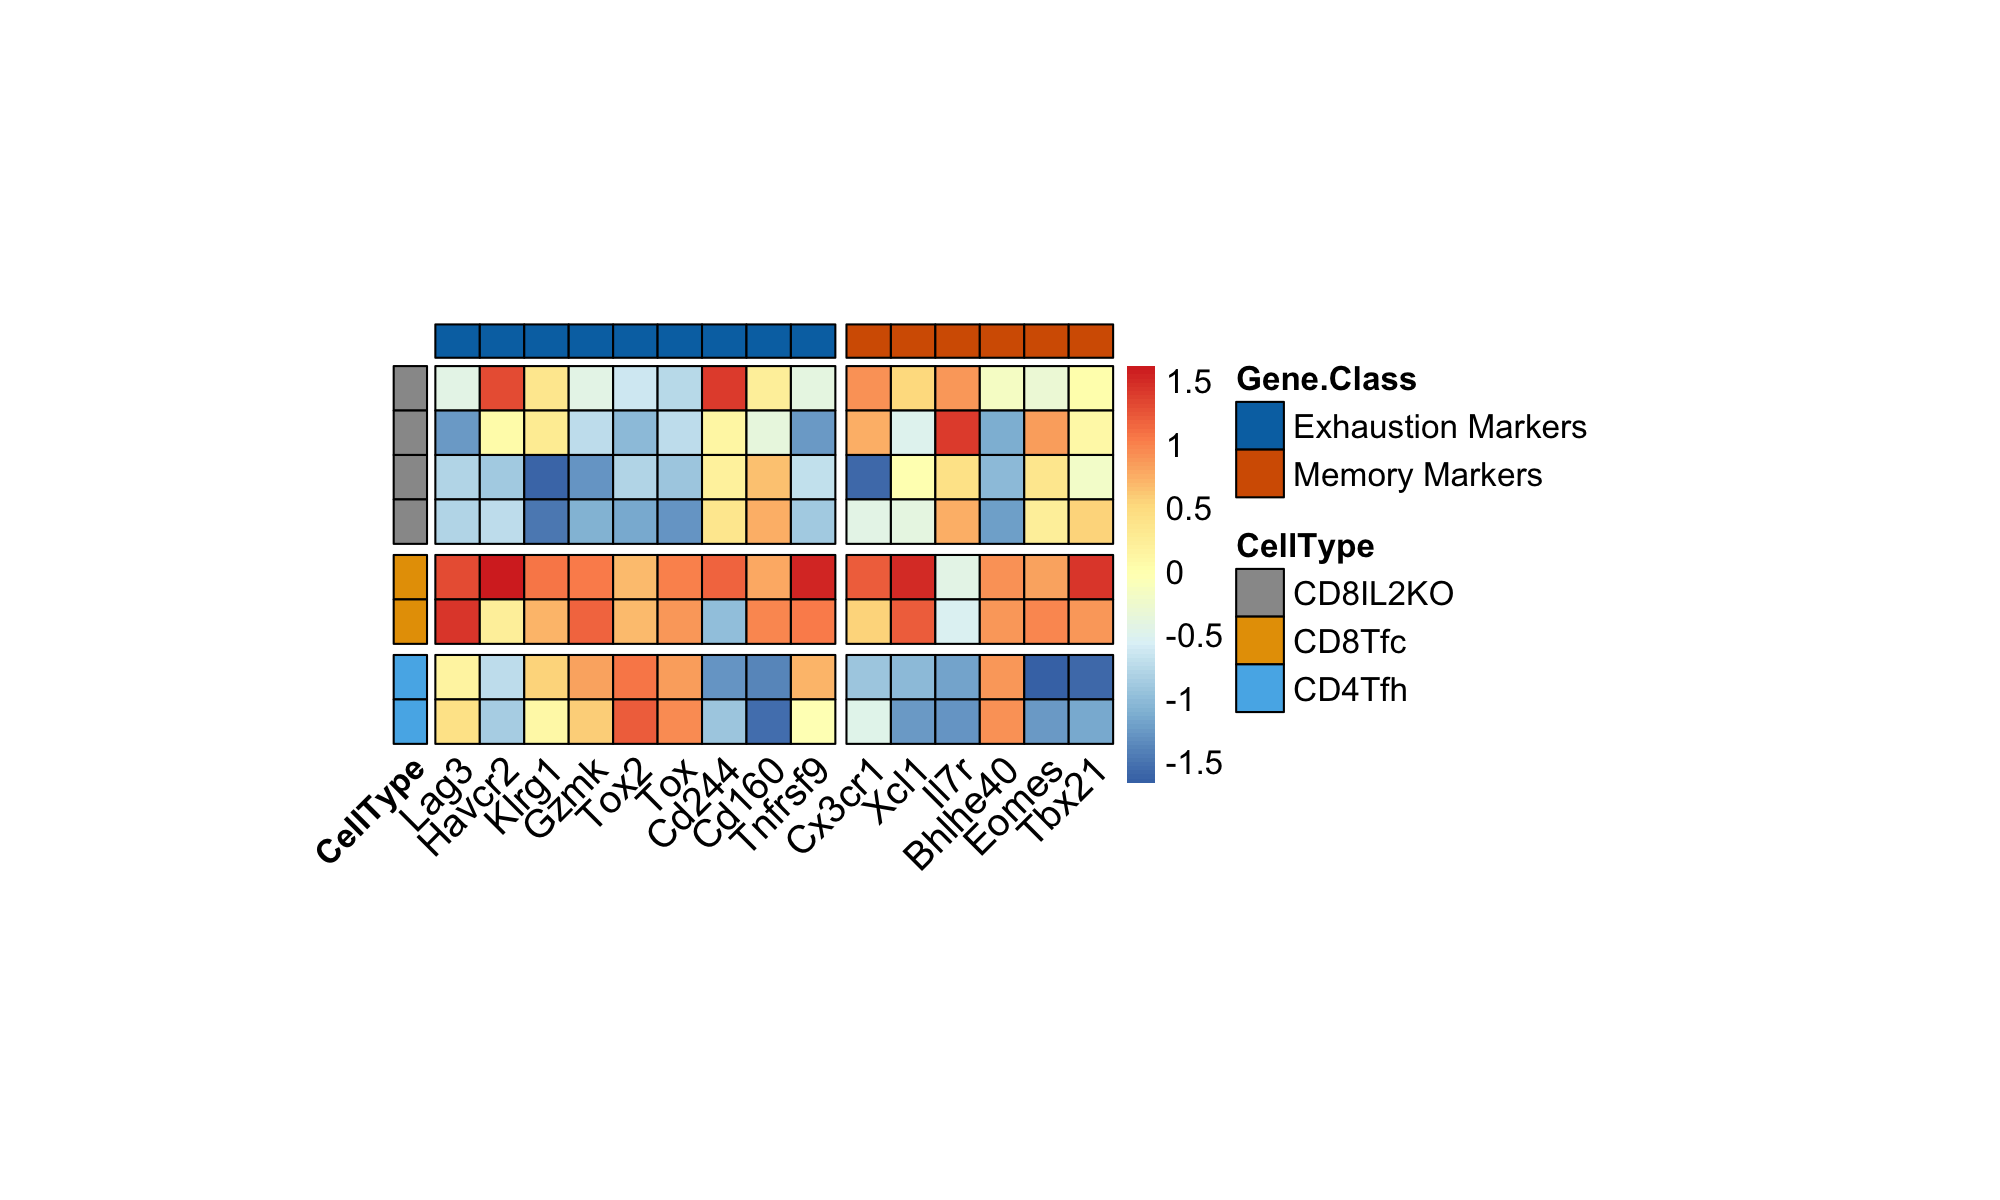 1.5
1
0.5
0
-0.5
-1
-1.5
Gene.Class
Exhaustion Markers
Memory Markers
CellType
CD8IL2KO
CD8Tfc
CD4Tfh
CellType
Lag3
Havcr2
Klrg1
Gzmk
Tox2
Tox
Cd244
Cd160
Tnfrsf9
Cx3cr1
Xcl1
Il7r
Bhlhe40
Eomes
Tbx21